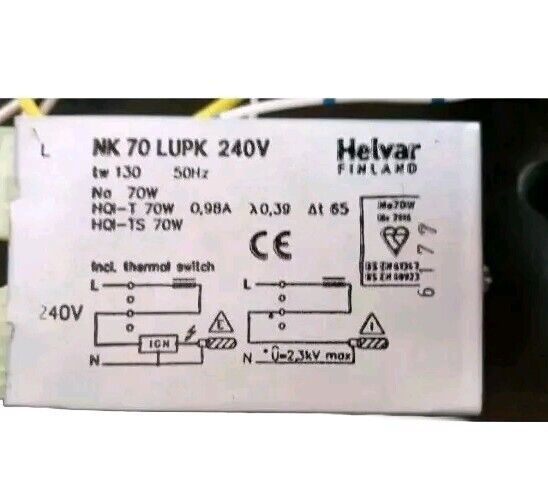 L
NK 70 LUPK 240V
Helvar
FINLAND
tw 130 50Hz
Na 70W
HQI-T 70W 0,98A λ0,39 Δt 65
HQI-TS 70W
Na70W
CE
6177
Incl. thermal switch
L
L
240V
IGN
N
N * Û=2,3kV max